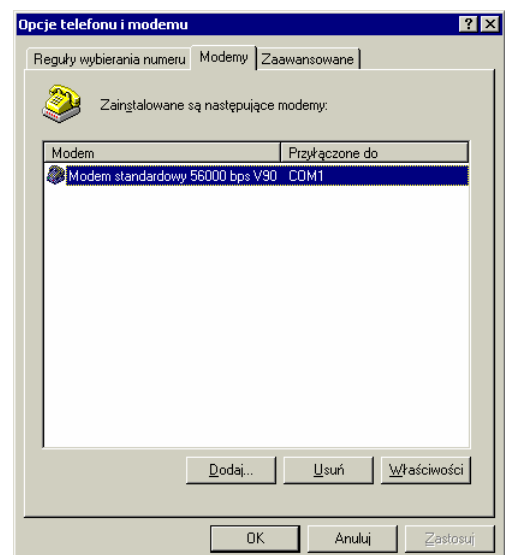 Opcje telefonu i modemu
Reguły wybierania numeru Modemy Zaawansowane
Zainstalowane są następujące modemy:
Modem Przyłączone do
Modem standardowy 56000 bps V90 COM1
Dodaj... Usuń Właściwości
OK Anuluj Zastosuj